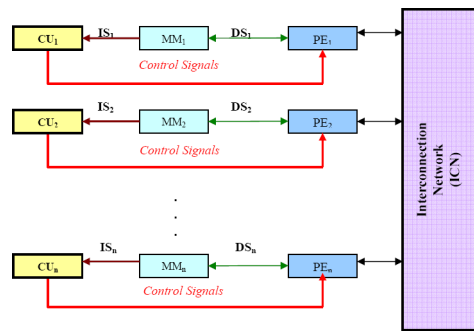 IS₁ DS₁
CU₁ MM₁ PE₁
Control Signals
IS₂ DS₂
CU₂ MM₂ PE₂
Control Signals
.
.
.
ISₙ DSₙ
CUₙ MMₙ PEₙ
Control Signals
Interconnection
Network
(ICN)